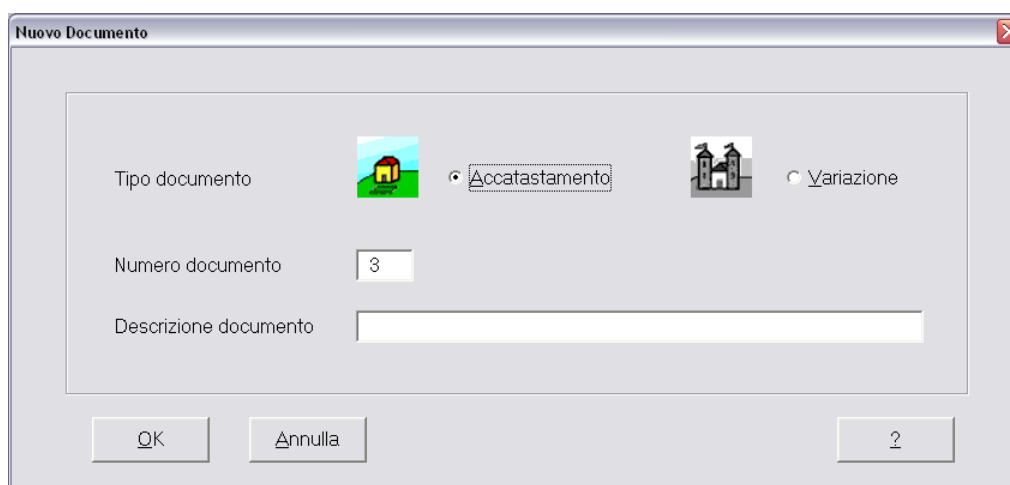 Nuovo Documento
Tipo documento Accatastamento Variazione
Numero documento 3
Descrizione documento
OK Annulla ?